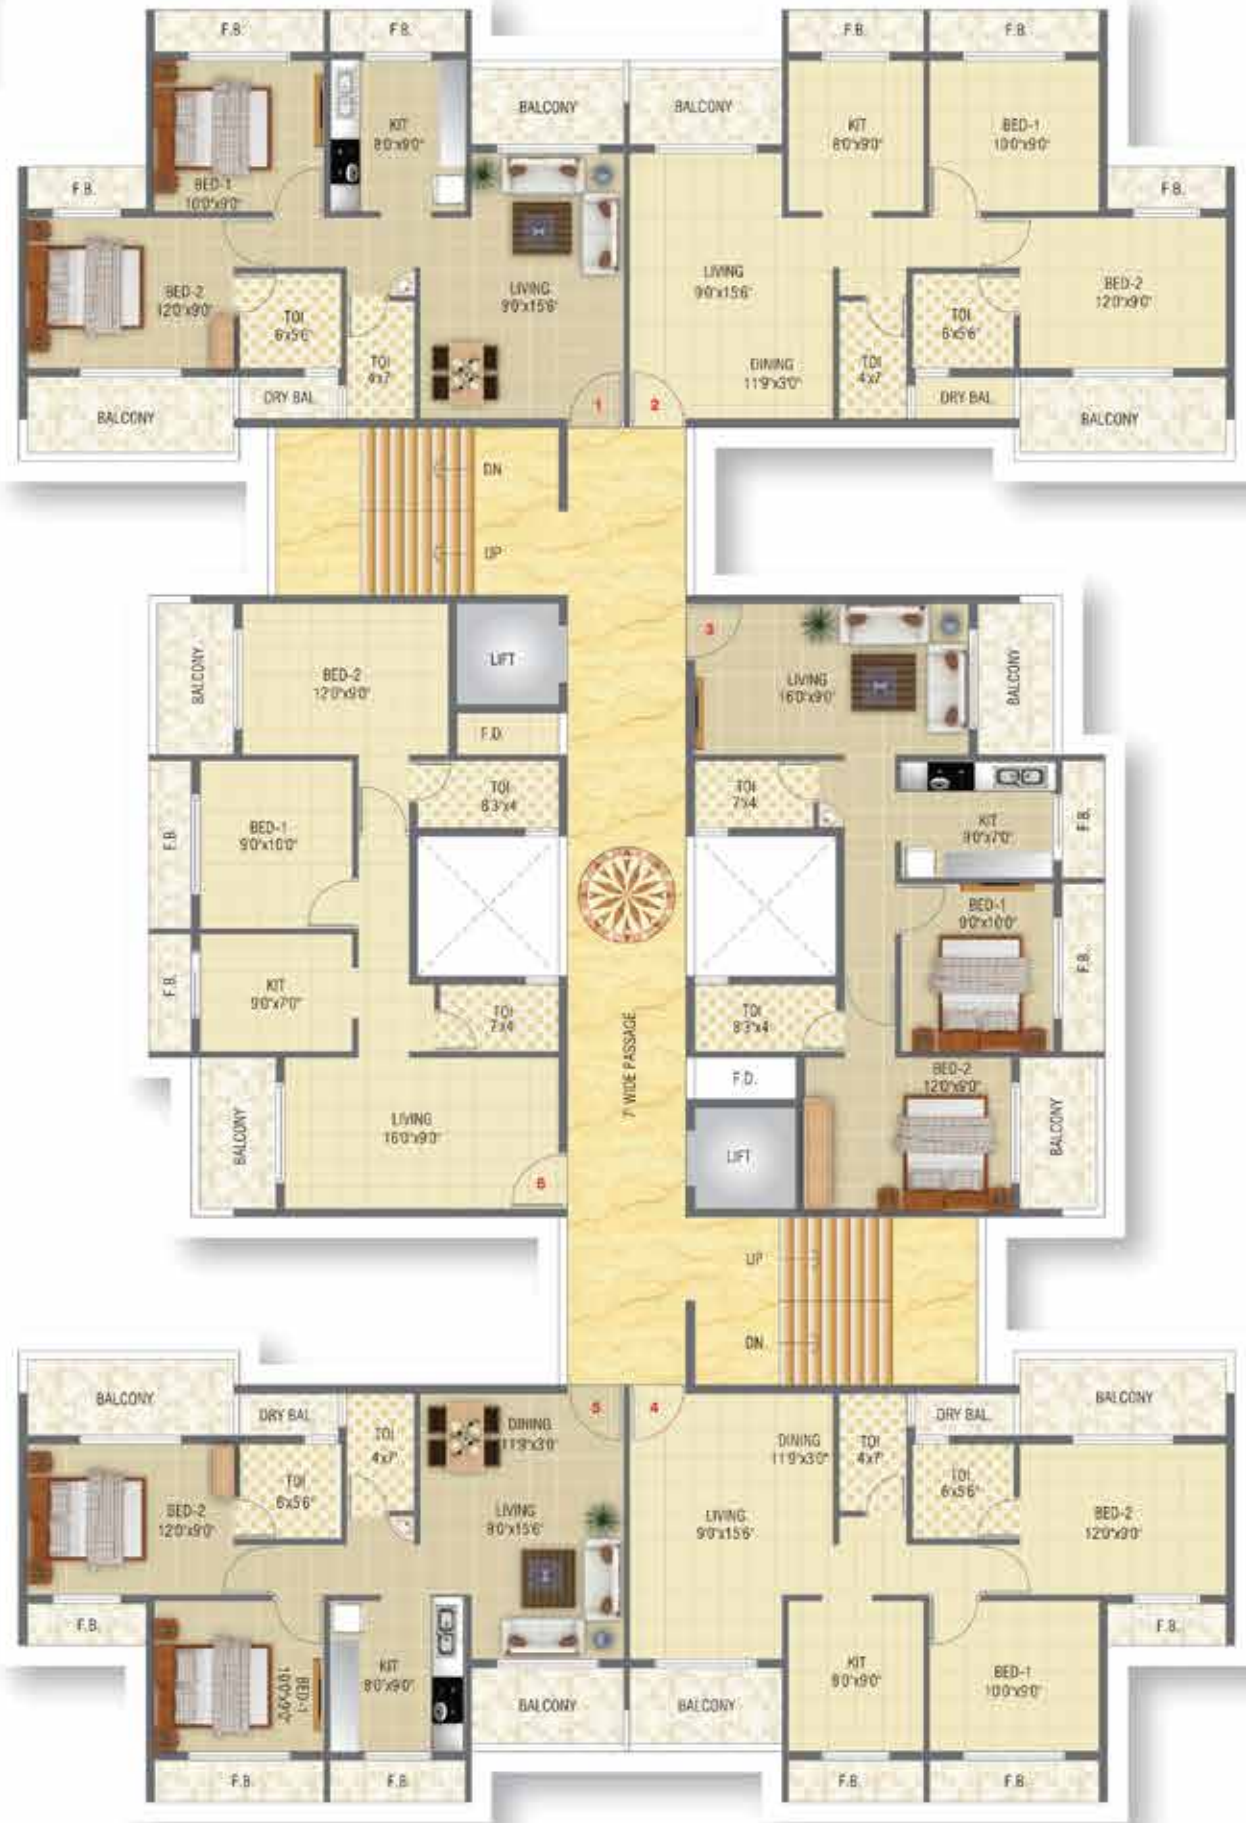 F.B.
F.B.
F.B.
F.B.
BALCONY
BALCONY
KIT
8'0"x9'0"
KIT
8'0"x9'0"
BED-1
10'0"x9'0"
BED-1
10'0"x9'0"
F.B.
F.B.
BED-2
12'0"x9'0"
TOI
6'x5'6"
TOI
4'x7'
LIVING
9'0"x15'6"
LIVING
9'0"x15'6"
DINING
11'9"x3'0"
TOI
4'x7'
TOI
6'x5'6"
BED-2
12'0"x9'0"
BALCONY
DRY BAL
1
2
DRY BAL
BALCONY
DN
UP
BALCONY
BED-2
12'0"x9'0"
LIFT
F.D.
3
LIVING
16'0"x9'0"
BALCONY
TOI
8'3"x4'
TOI
7'x4'
F.B.
BED-1
9'0"x10'0"
KIT
9'0"x7'0"
F.B.
BED-1
9'0"x10'0"
F.B.
F.B.
KIT
9'0"x7'0"
TOI
7'x4'
7' WIDE PASSAGE
TOI
8'3"x4'
F.D.
BED-2
12'0"x9'0"
BALCONY
LIVING
16'0"x9'0"
6
LIFT
BALCONY
UP
DN.
BALCONY
DRY BAL
TOI
4'x7'
DINING
11'9"x3'0"
5
4
DINING
11'9"x3'0"
TOI
4'x7'
DRY BAL.
BALCONY
BED-2
12'0"x9'0"
TOI
6'x5'6"
LIVING
9'0"x15'6"
LIVING
9'0"x15'6"
TOI
6'x5'6"
BED-2
12'0"x9'0"
F.B.
F.B.
BED-1
10'0"x9'0"
KIT
8'0"x9'0"
BALCONY
BALCONY
KIT
8'0"x9'0"
BED-1
10'0"x9'0"
F.B.
F.B.
F.B.
F.B.